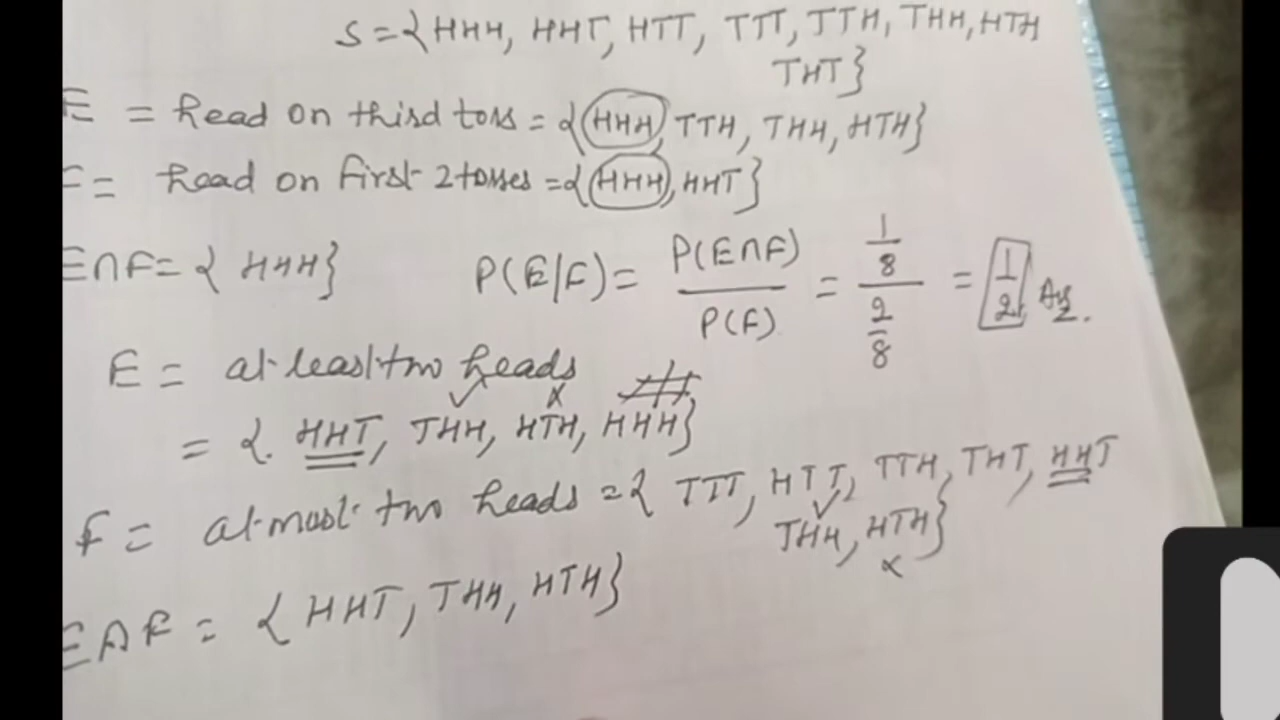 S = { HHH, HHT, HTT, TTT, TTH, THH, HTH
THT }
E = head on third toss = { HHH, TTH, THH, HTH }
F = head on first 2 tosses = { HHH, HHT }
E∩F = { HHH } P(E/F) = P(E∩F) / P(F) = 1/8 / 2/8 = 1/2 Ans.
E = at least two heads
= { HHT, THH, HTH, HHH }
F = at most two heads = { TTT, HTT, TTH, THT, HHT
THH, HTH }
E∩F = { HHT, THH, HTH }